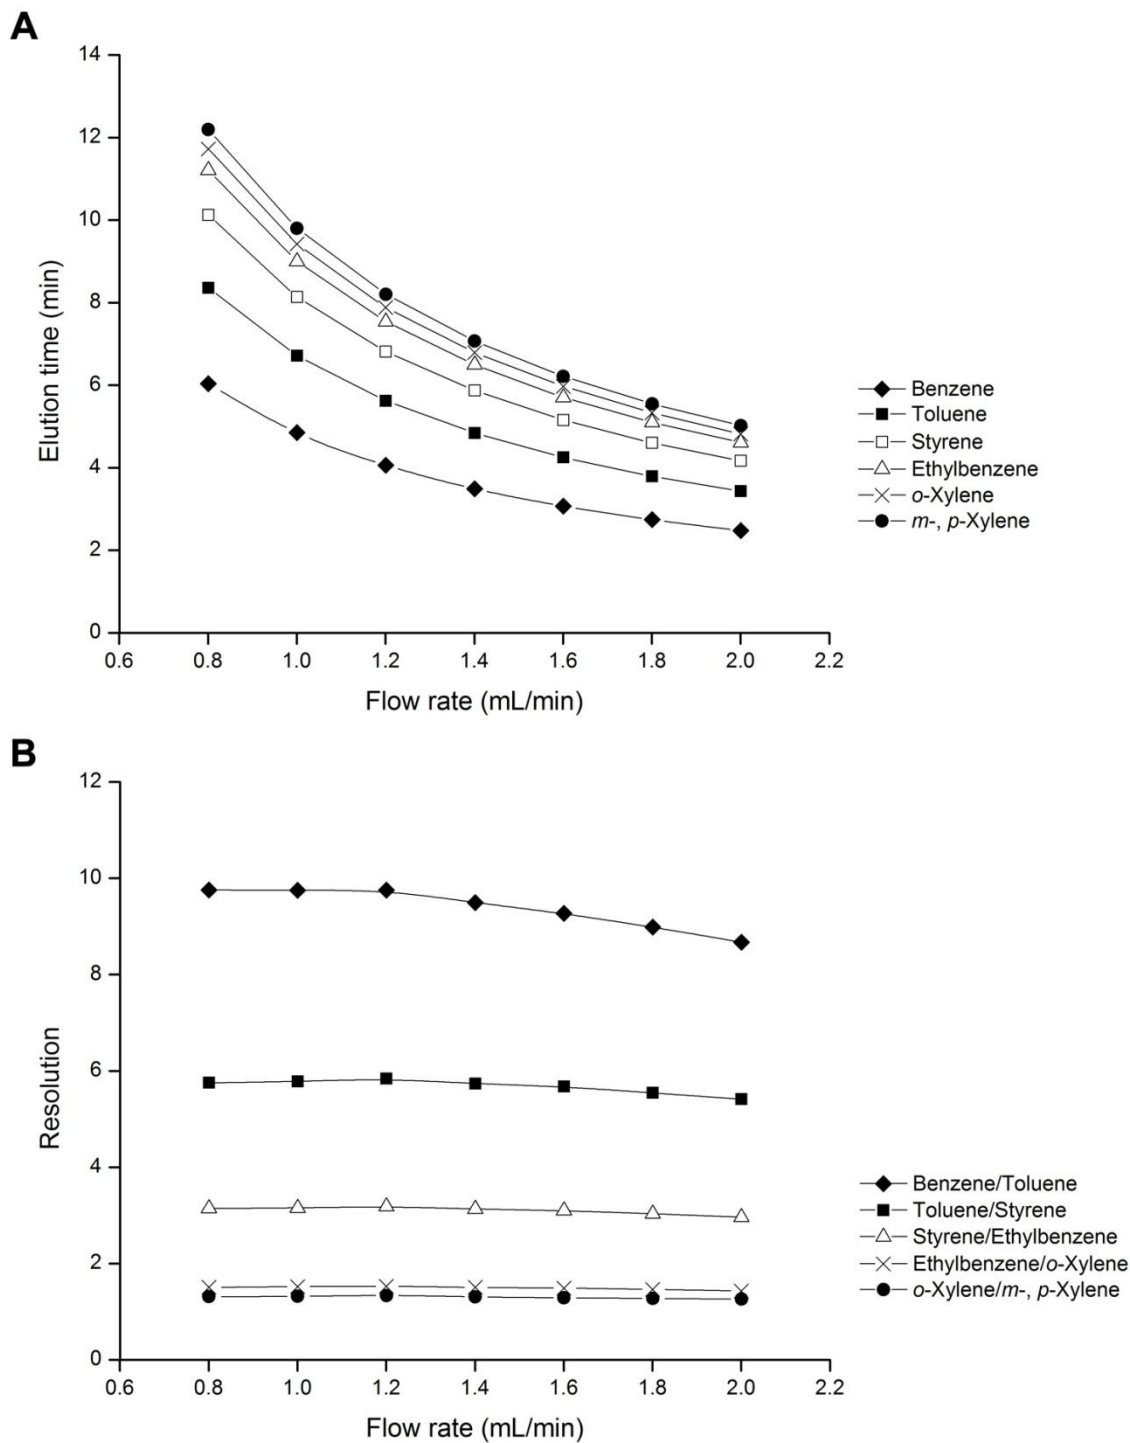 A
14
12
10
8
6
4
2
0
Elution time (min)
0.6 0.8 1.0 1.2 1.4 1.6 1.8 2.0 2.2
Flow rate (mL/min)
Benzene
Toluene
Styrene
Ethylbenzene
o-Xylene
m-, p-Xylene
B
12
10
8
6
4
2
0
Resolution
0.6 0.8 1.0 1.2 1.4 1.6 1.8 2.0 2.2
Flow rate (mL/min)
Benzene/Toluene
Toluene/Styrene
Styrene/Ethylbenzene
Ethylbenzene/o-Xylene
o-Xylene/m-, p-Xylene